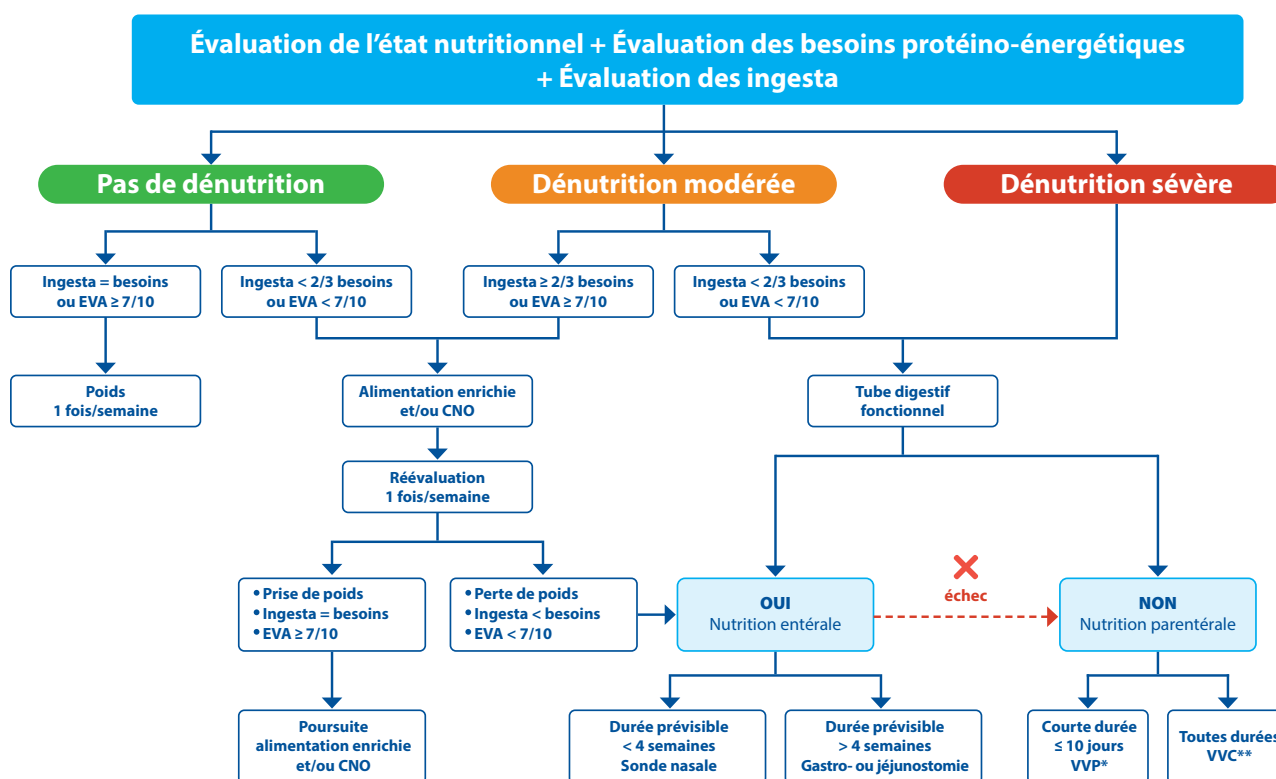 Évaluation de l’état nutritionnel + Évaluation des besoins protéino-énergétiques
+ Évaluation des ingesta
Pas de dénutrition
Dénutrition modérée
Dénutrition sévère
Ingesta = besoins
ou EVA ≥ 7/10
Ingesta < 2/3 besoins
ou EVA < 7/10
Ingesta ≥ 2/3 besoins
ou EVA ≥ 7/10
Ingesta < 2/3 besoins
ou EVA < 7/10
Poids
1 fois/semaine
Alimentation enrichie
et/ou CNO
Tube digestif
fonctionnel
Réévaluation
1 fois/semaine
• Prise de poids
• Ingesta = besoins
• EVA ≥ 7/10
• Perte de poids
• Ingesta < besoins
• EVA < 7/10
OUI
Nutrition entérale
échec
NON
Nutrition parentérale
Poursuite
alimentation enrichie
et/ou CNO
Durée prévisible
< 4 semaines
Sonde nasale
Durée prévisible
> 4 semaines
Gastro- ou jéjunostomie
Courte durée
≤ 10 jours
VVP*
Toutes durées
VVC**